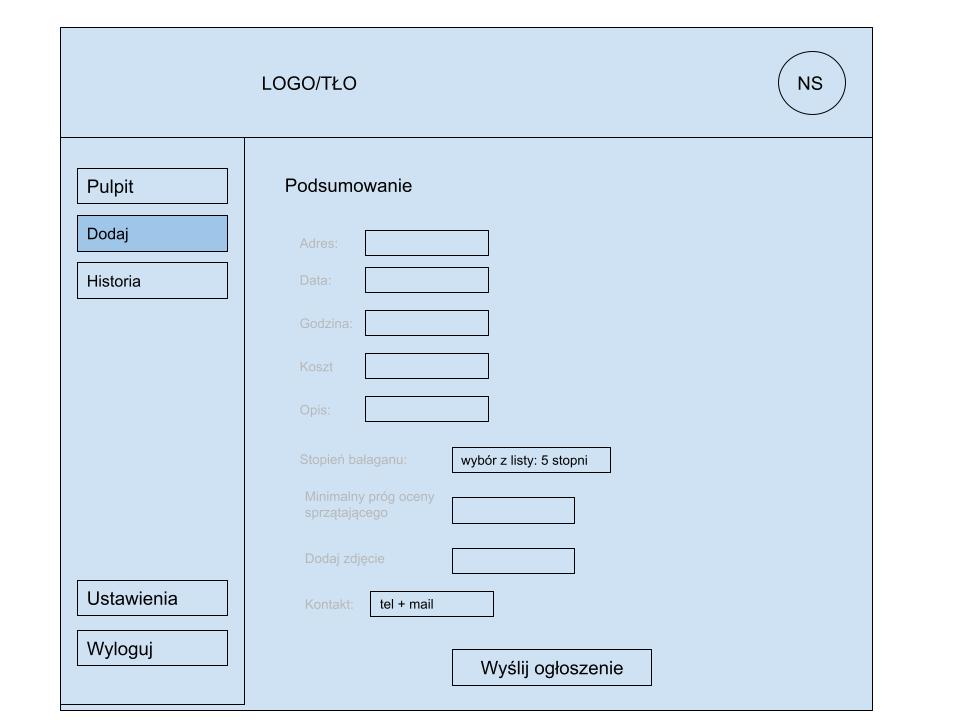 LOGO/TŁO
NS
Pulpit
Dodaj
Historia
Ustawienia
Wyloguj
Podsumowanie
Adres:
Data:
Godzina:
Koszt
Opis:
Stopień bałaganu: wybór z listy: 5 stopni
Minimalny próg oceny
sprzątającego
Dodaj zdjęcie
Kontakt: tel + mail
Wyślij ogłoszenie